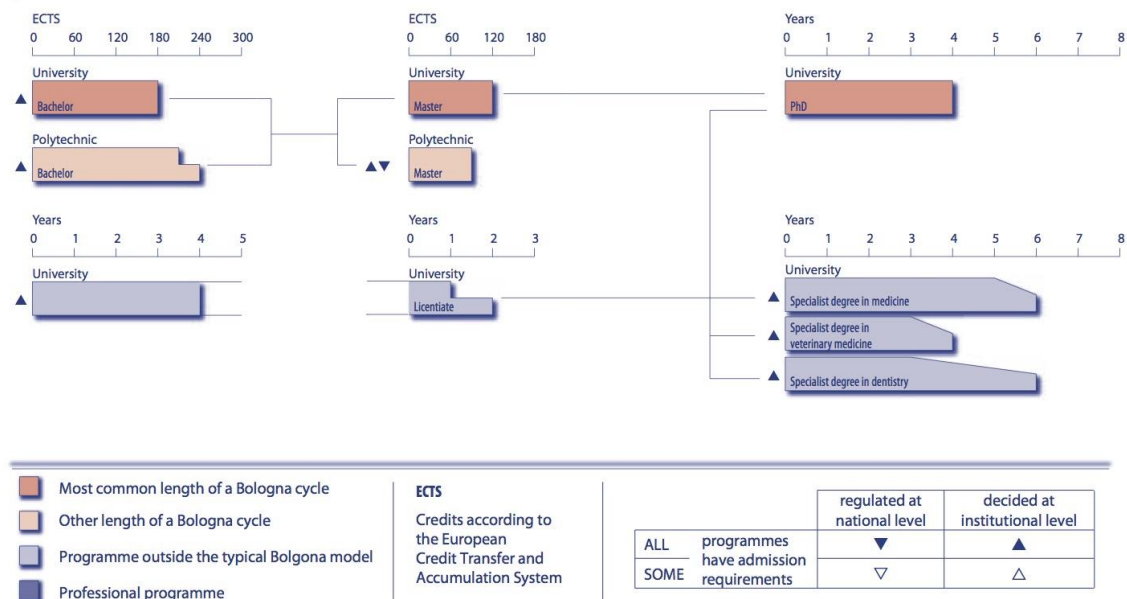 ECTS
0 60 120 180 240 300
University
Bachelor
Polytechnic
Bachelor
Years
0 1 2 3 4 5
University
ECTS
0 60 120 180
University
Master
Polytechnic
Master
Years
0 1 2 3
University
Licentiate
Years
0 1 2 3 4 5 6 7 8
University
PhD
Years
0 1 2 3 4 5 6 7 8
University
Specialist degree in medicine
Specialist degree in
veterinary medicine
Specialist degree in dentistry
Most common length of a Bologna cycle
Other length of a Bologna cycle
Programme outside the typical Bolgona model
Professional programme
ECTS
Credits according to
the European
Credit Transfer and
Accumulation System
regulated at
national level
decided at
institutional level
ALL
SOME
programmes
have admission
requirements